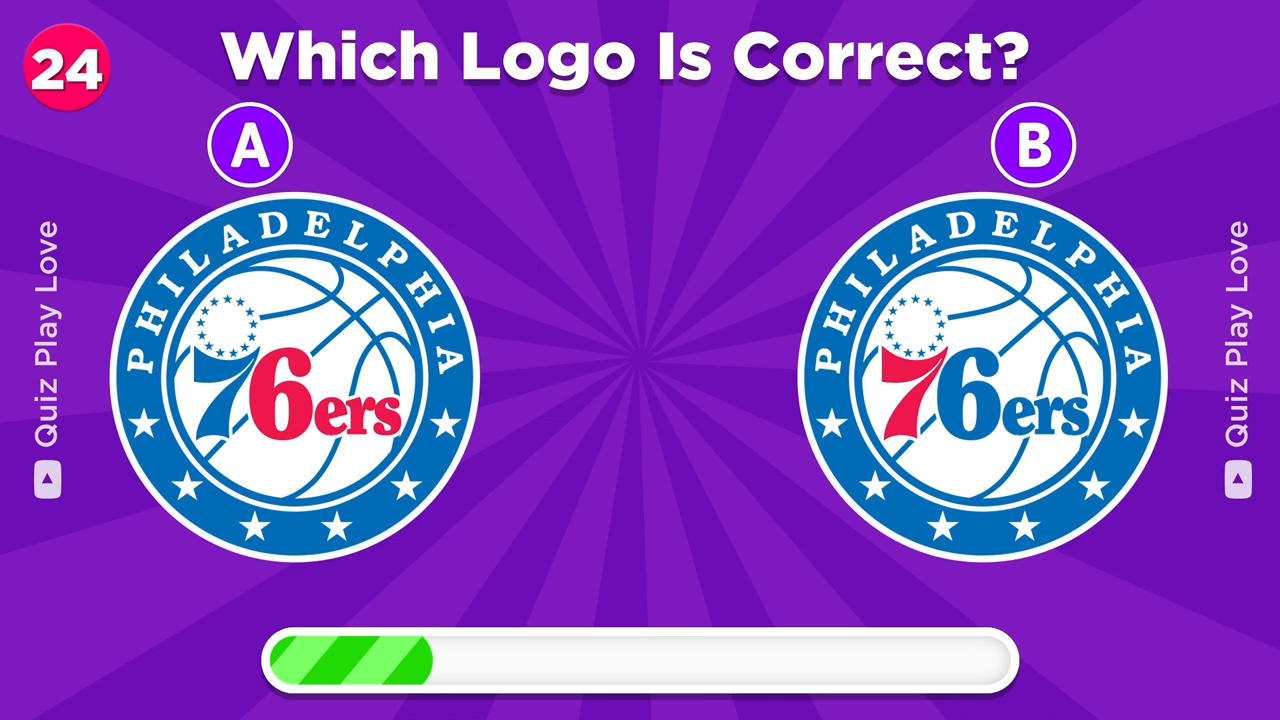 24
Which Logo Is Correct?
A
B
PHILADELPHIA
76ers
PHILADELPHIA
76ers
Quiz Play Love
Quiz Play Love